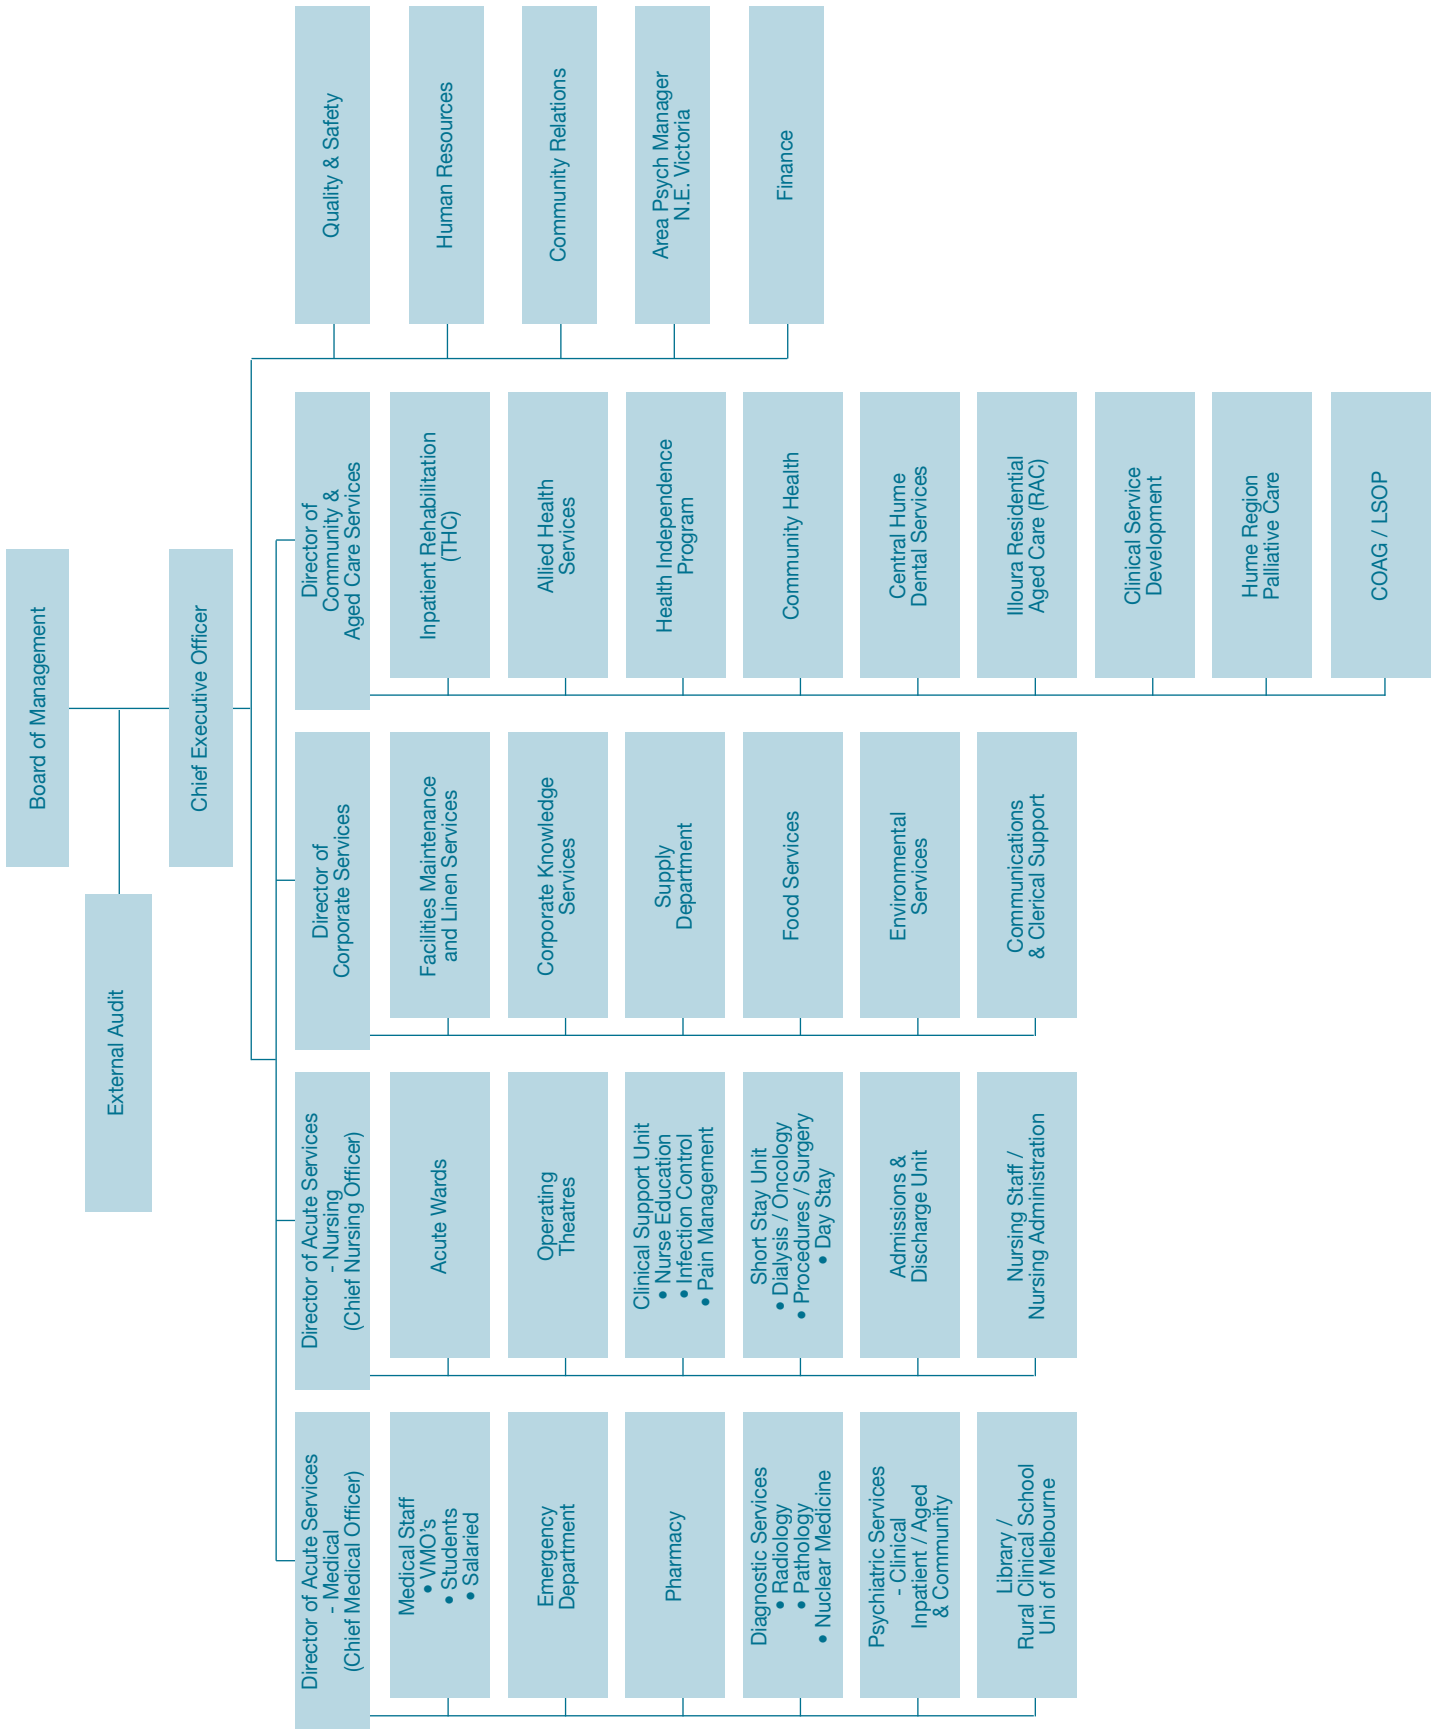 Board of Management
External Audit
Chief Executive Officer
Director of Acute Services
- Medical
(Chief Medical Officer)
Medical Staff
• VMO's
• Students
• Salaried
Emergency
Department
Pharmacy
Diagnostic Services
• Radiology
• Pathology
• Nuclear Medicine
Psychiatric Services
- Clinical
Inpatient / Aged
& Community
Library /
Rural Clinical School
Uni of Melbourne
Director of Acute Services
- Nursing
(Chief Nursing Officer)
Acute Wards
Operating
Theatres
Clinical Support Unit
• Nurse Education
• Infection Control
• Pain Management
Short Stay Unit
• Dialysis / Oncology
• Procedures / Surgery
• Day Stay
Admissions &
Discharge Unit
Nursing Staff /
Nursing Administration
Director of
Corporate Services
Facilities Maintenance
and Linen Services
Corporate Knowledge
Services
Supply
Department
Food Services
Environmental
Services
Communications
& Clerical Support
Director of
Community &
Aged Care Services
Inpatient Rehabilitation
(THC)
Allied Health
Services
Health Independence
Program
Community Health
Central Hume
Dental Services
Illoura Residential
Aged Care (RAC)
Clinical Service
Development
Hume Region
Palliative Care
COAG / LSOP
Quality & Safety
Human Resources
Community Relations
Area Psych Manager
N.E. Victoria
Finance